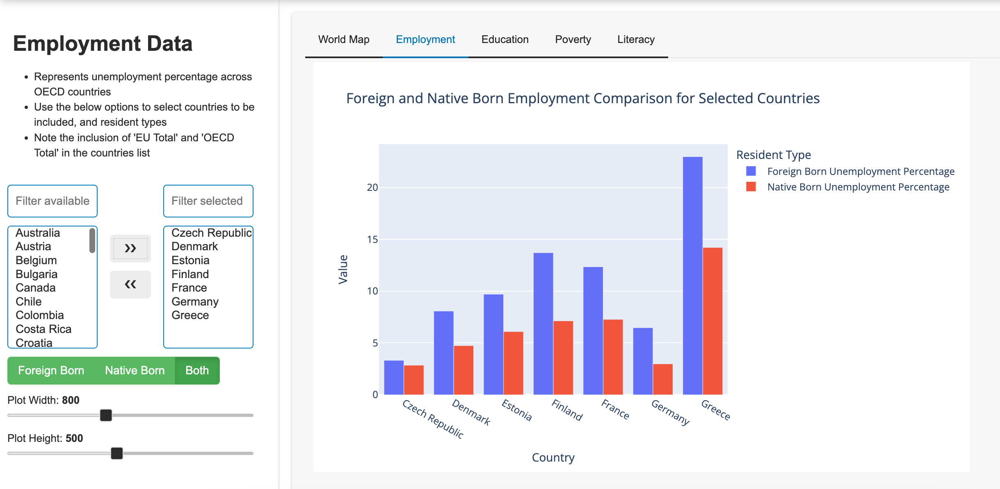 Employment Data
• Represents unemployment percentage across
OECD countries
• Use the below options to select countries to be
included, and resident types
• Note the inclusion of 'EU Total' and 'OECD
Total' in the countries list
Filter available
Filter selected
Australia
Austria
Belgium
Bulgaria
Canada
Chile
Colombia
Costa Rica
Croatia
❯❯
❮❮
Czech Republic
Denmark
Estonia
Finland
France
Germany
Greece
Foreign Born
Native Born
Both
Plot Width: 800
Plot Height: 500
World Map
Employment
Education
Poverty
Literacy
Foreign and Native Born Employment Comparison for Selected Countries
Resident Type
Foreign Born Unemployment Percentage
Native Born Unemployment Percentage
Value
20
15
10
5
0
Czech Republic
Denmark
Estonia
Finland
France
Germany
Greece
Country